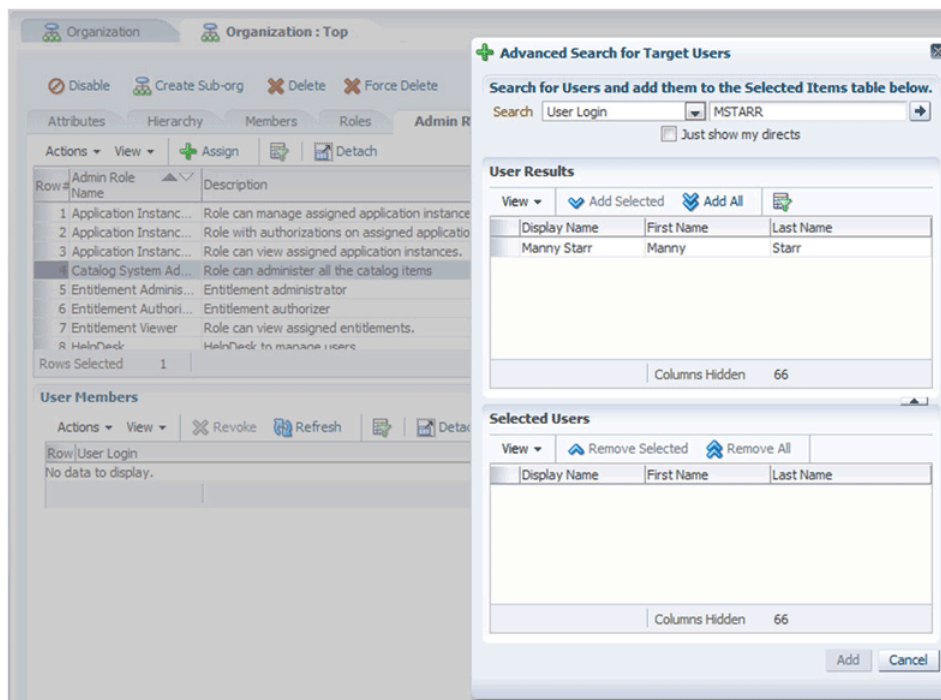 Organization
Organization : Top
Disable Create Sub-org Delete Force Delete
Attributes Hierarchy Members Roles Admin R
Actions View Assign Detach
Row# Admin Role Name Description
1 Application Instanc... Role can manage assigned application instance
2 Application Instanc... Role with authorizations on assigned applicatio
3 Application Instanc... Role can view assigned application instances.
4 Catalog System Ad... Role can administer all the catalog items
5 Entitlement Adminis... Entitlement administrator
6 Entitlement Authori... Entitlement authorizer
7 Entitlement Viewer Role can view assigned entitlements.
8 HelpDesk HelpDesk to manage users
Rows Selected 1
User Members
Actions View Revoke Refresh Detac
Row User Login
No data to display.
Advanced Search for Target Users
Search for Users and add them to the Selected Items table below.
Search User Login MSTARR
Just show my directs
User Results
View Add Selected Add All
Display Name First Name Last Name
Manny Starr Manny Starr
Columns Hidden 66
Selected Users
View Remove Selected Remove All
Display Name First Name Last Name
Columns Hidden 66
Add Cancel